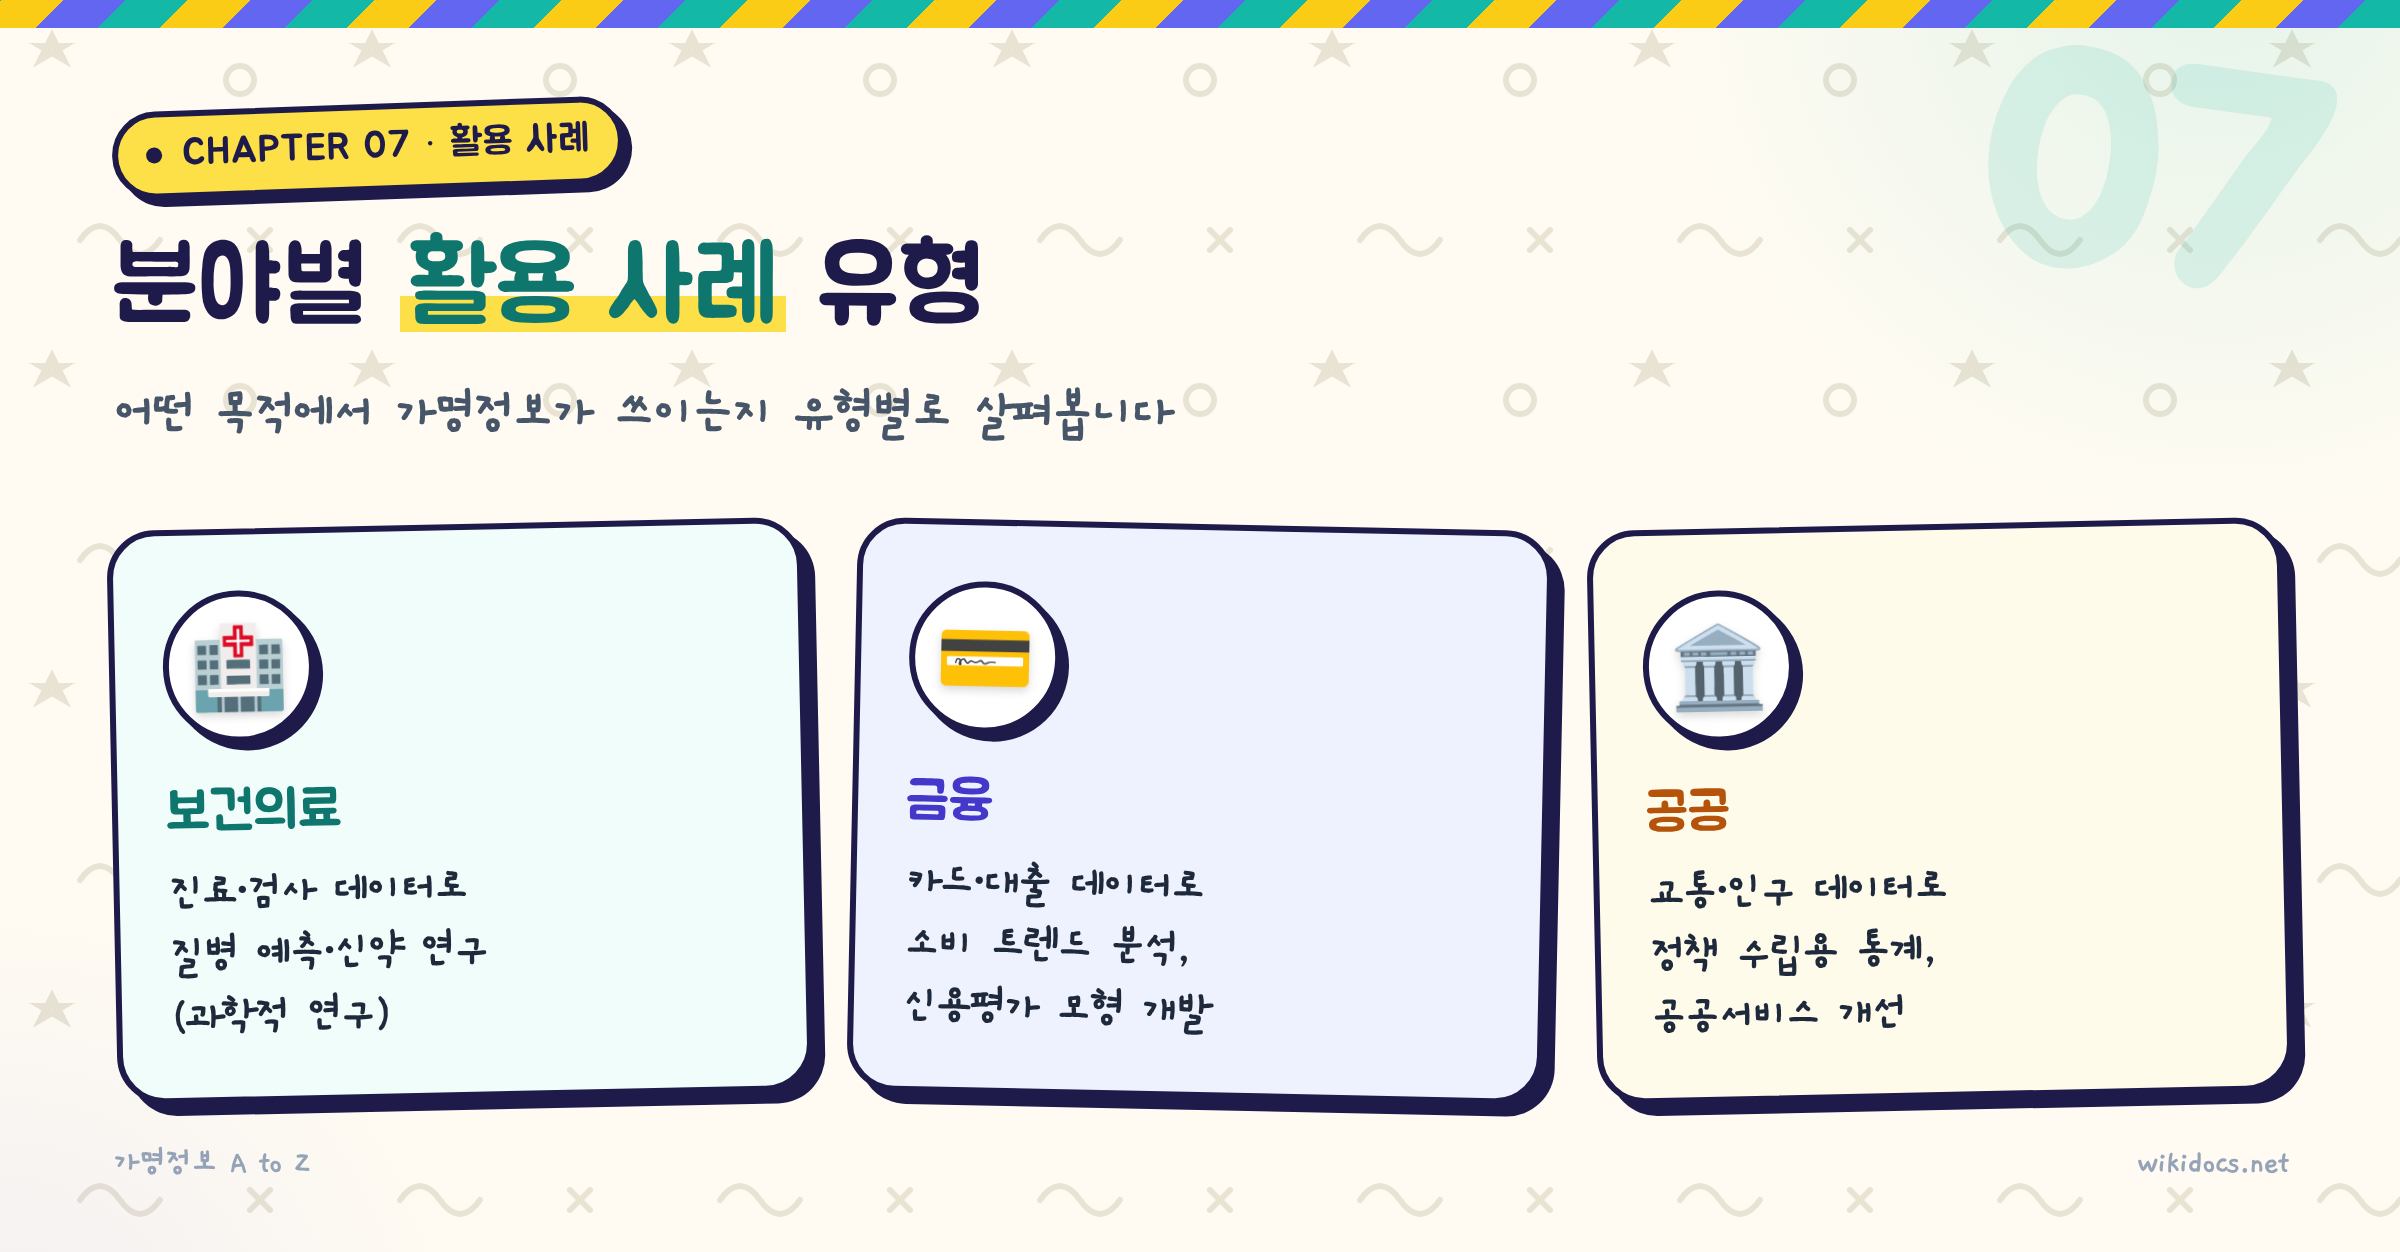 07
CHAPTER 07 · 활용 사례
분야별 활용 사례 유형
어떤 목적에서 가명정보가 쓰이는지 유형별로 살펴봅니다
보건의료
진료·검사 데이터로
질병 예측·신약 연구
(과학적 연구)
금융
카드·대출 데이터로
소비 트렌드 분석,
신용평가 모형 개발
공공
교통·인구 데이터로
정책 수립용 통계,
공공서비스 개선
가명정보 A to Z
wikidocs.net